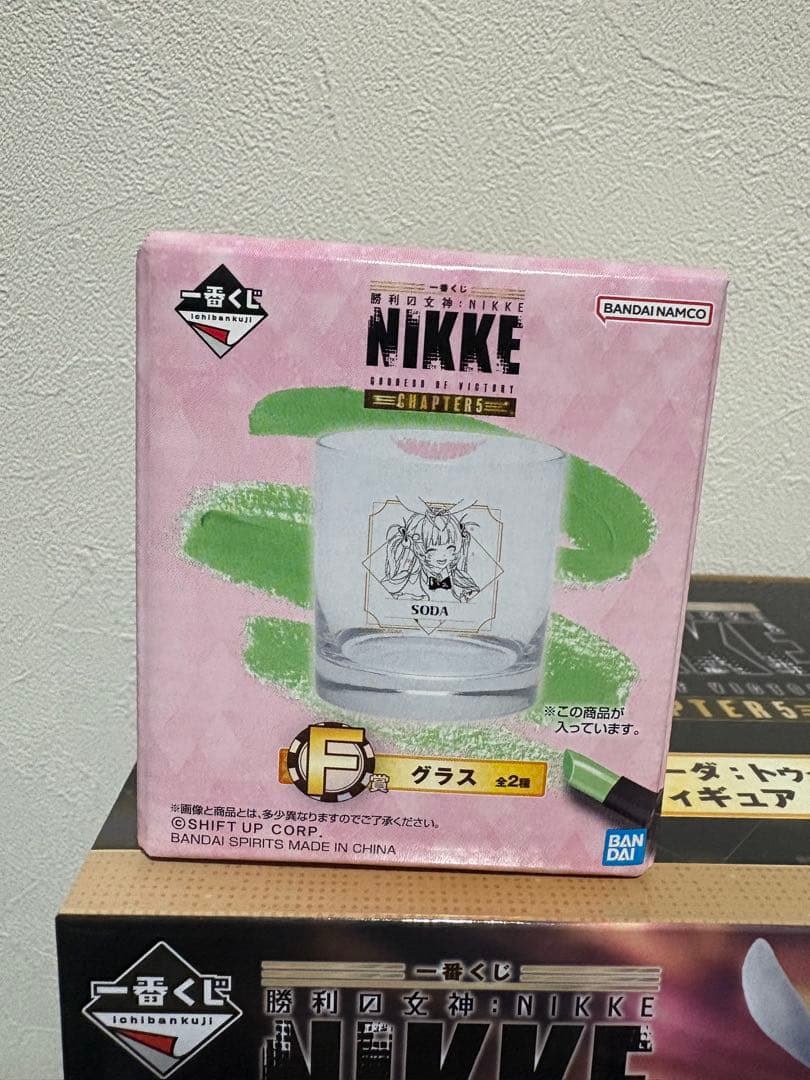 一番くじ
ichibankuji
一番くじ
勝利の女神:NIKKE
NIKKE
GODDESS OF VICTORY
CHAPTER5
BANDAI NAMCO
SODA
※この商品が
入っています。
F賞
グラス 全2種
※画像と商品とは、多少異なりますのでご了承ください。
©SHIFT UP CORP.
BANDAI SPIRITS MADE IN CHINA
BAN
DAI
CHAPTER5
ーダ:トゥ
ィギュア
一番くじ
ichibankuji
一番くじ
勝利の女神:NIKKE
NIKKE